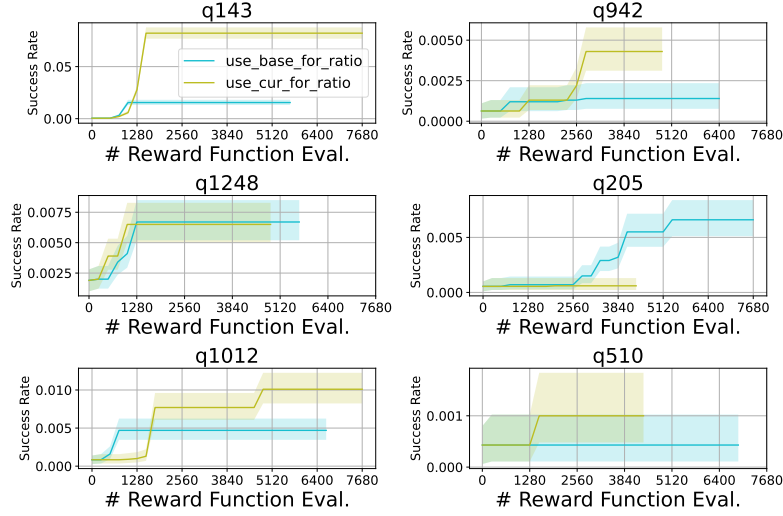 q143
Success Rate
0.05
0.00
use_base_for_ratio
use_cur_for_ratio
0 1280 2560 3840 5120 6400 7680
# Reward Function Eval.
q942
Success Rate
0.0050
0.0025
0.0000
0 1280 2560 3840 5120 6400 7680
# Reward Function Eval.
q1248
Success Rate
0.0075
0.0050
0.0025
0 1280 2560 3840 5120 6400 7680
# Reward Function Eval.
q205
Success Rate
0.005
0.000
0 1280 2560 3840 5120 6400 7680
# Reward Function Eval.
q1012
Success Rate
0.010
0.005
0.000
0 1280 2560 3840 5120 6400 7680
# Reward Function Eval.
q510
Success Rate
0.001
0.000
0 1280 2560 3840 5120 6400 7680
# Reward Function Eval.